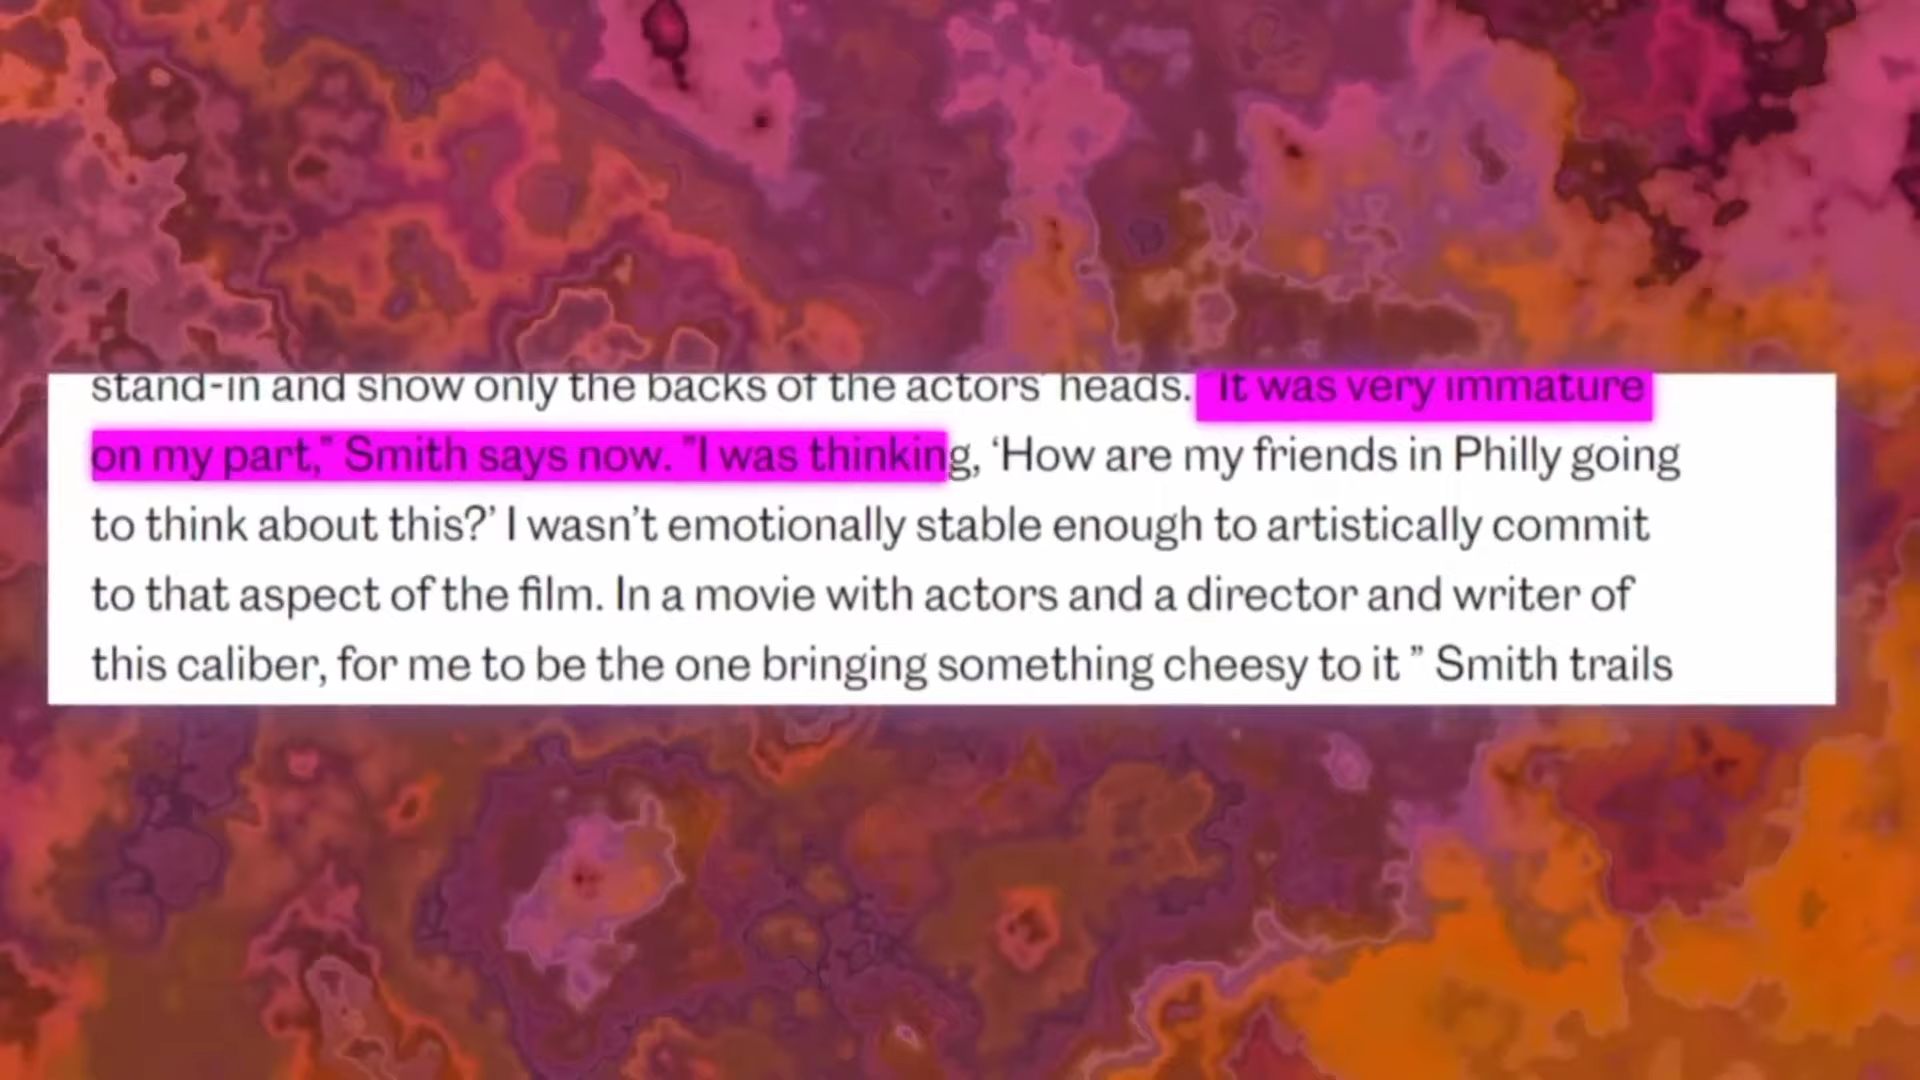 stand-in and show only the backs of the actors' heads. "It was very immature
on my part," Smith says now. "I was thinking, ‘How are my friends in Philly going
to think about this?’ I wasn’t emotionally stable enough to artistically commit
to that aspect of the film. In a movie with actors and a director and writer of
this caliber, for me to be the one bringing something cheesy to it ” Smith trails